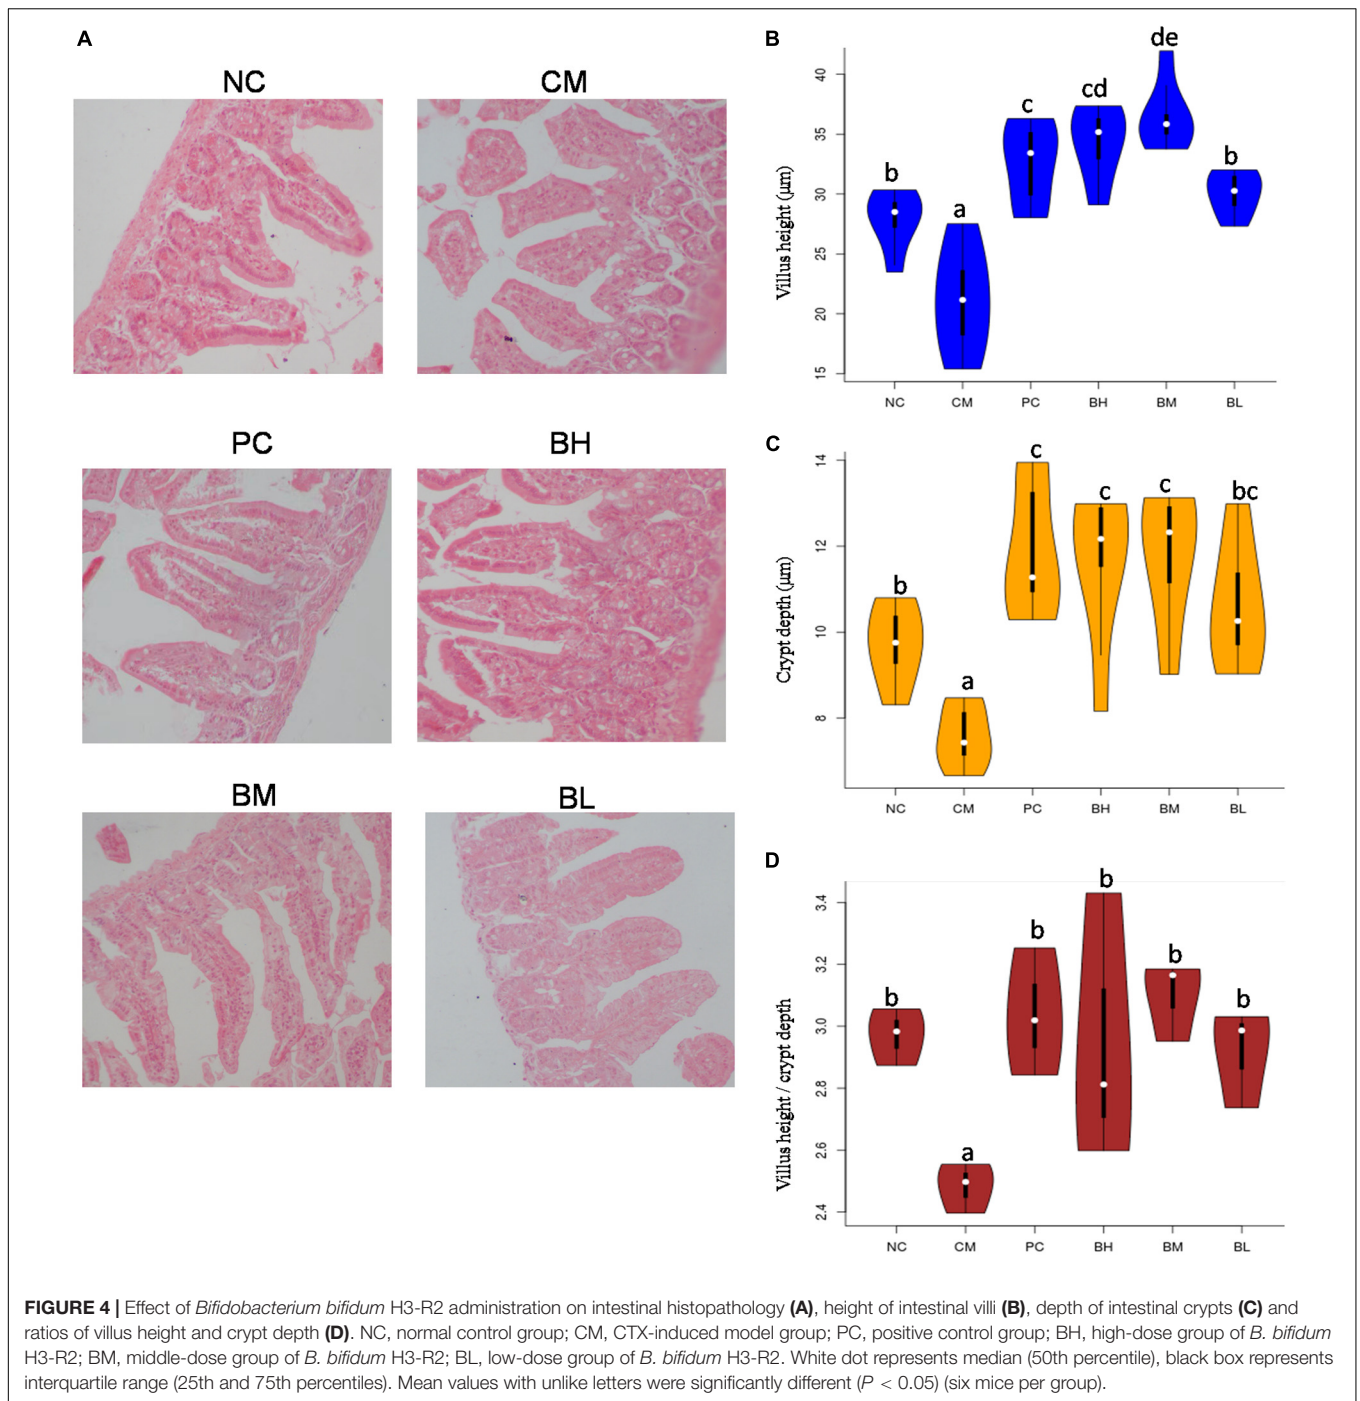 A
NC
CM
PC
BH
BM
BL
B
Villus height (μm)
40
35
30
25
20
15
b
a
c
cd
de
b
NC CM PC BH BM BL
C
Crypt depth (μm)
14
12
10
8
b
a
c
c
c
bc
NC CM PC BH BM BL
D
Villus height / crypt depth
3.4
3.2
3.0
2.8
2.6
2.4
b
a
b
b
b
b
NC CM PC BH BM BL
FIGURE 4 | Effect of Bifidobacterium bifidum H3-R2 administration on intestinal histopathology (A), height of intestinal villi (B), depth of intestinal crypts (C) and
ratios of villus height and crypt depth (D). NC, normal control group; CM, CTX-induced model group; PC, positive control group; BH, high-dose group of B. bifidum
H3-R2; BM, middle-dose group of B. bifidum H3-R2; BL, low-dose group of B. bifidum H3-R2. White dot represents median (50th percentile), black box represents
interquartile range (25th and 75th percentiles). Mean values with unlike letters were significantly different (P < 0.05) (six mice per group).